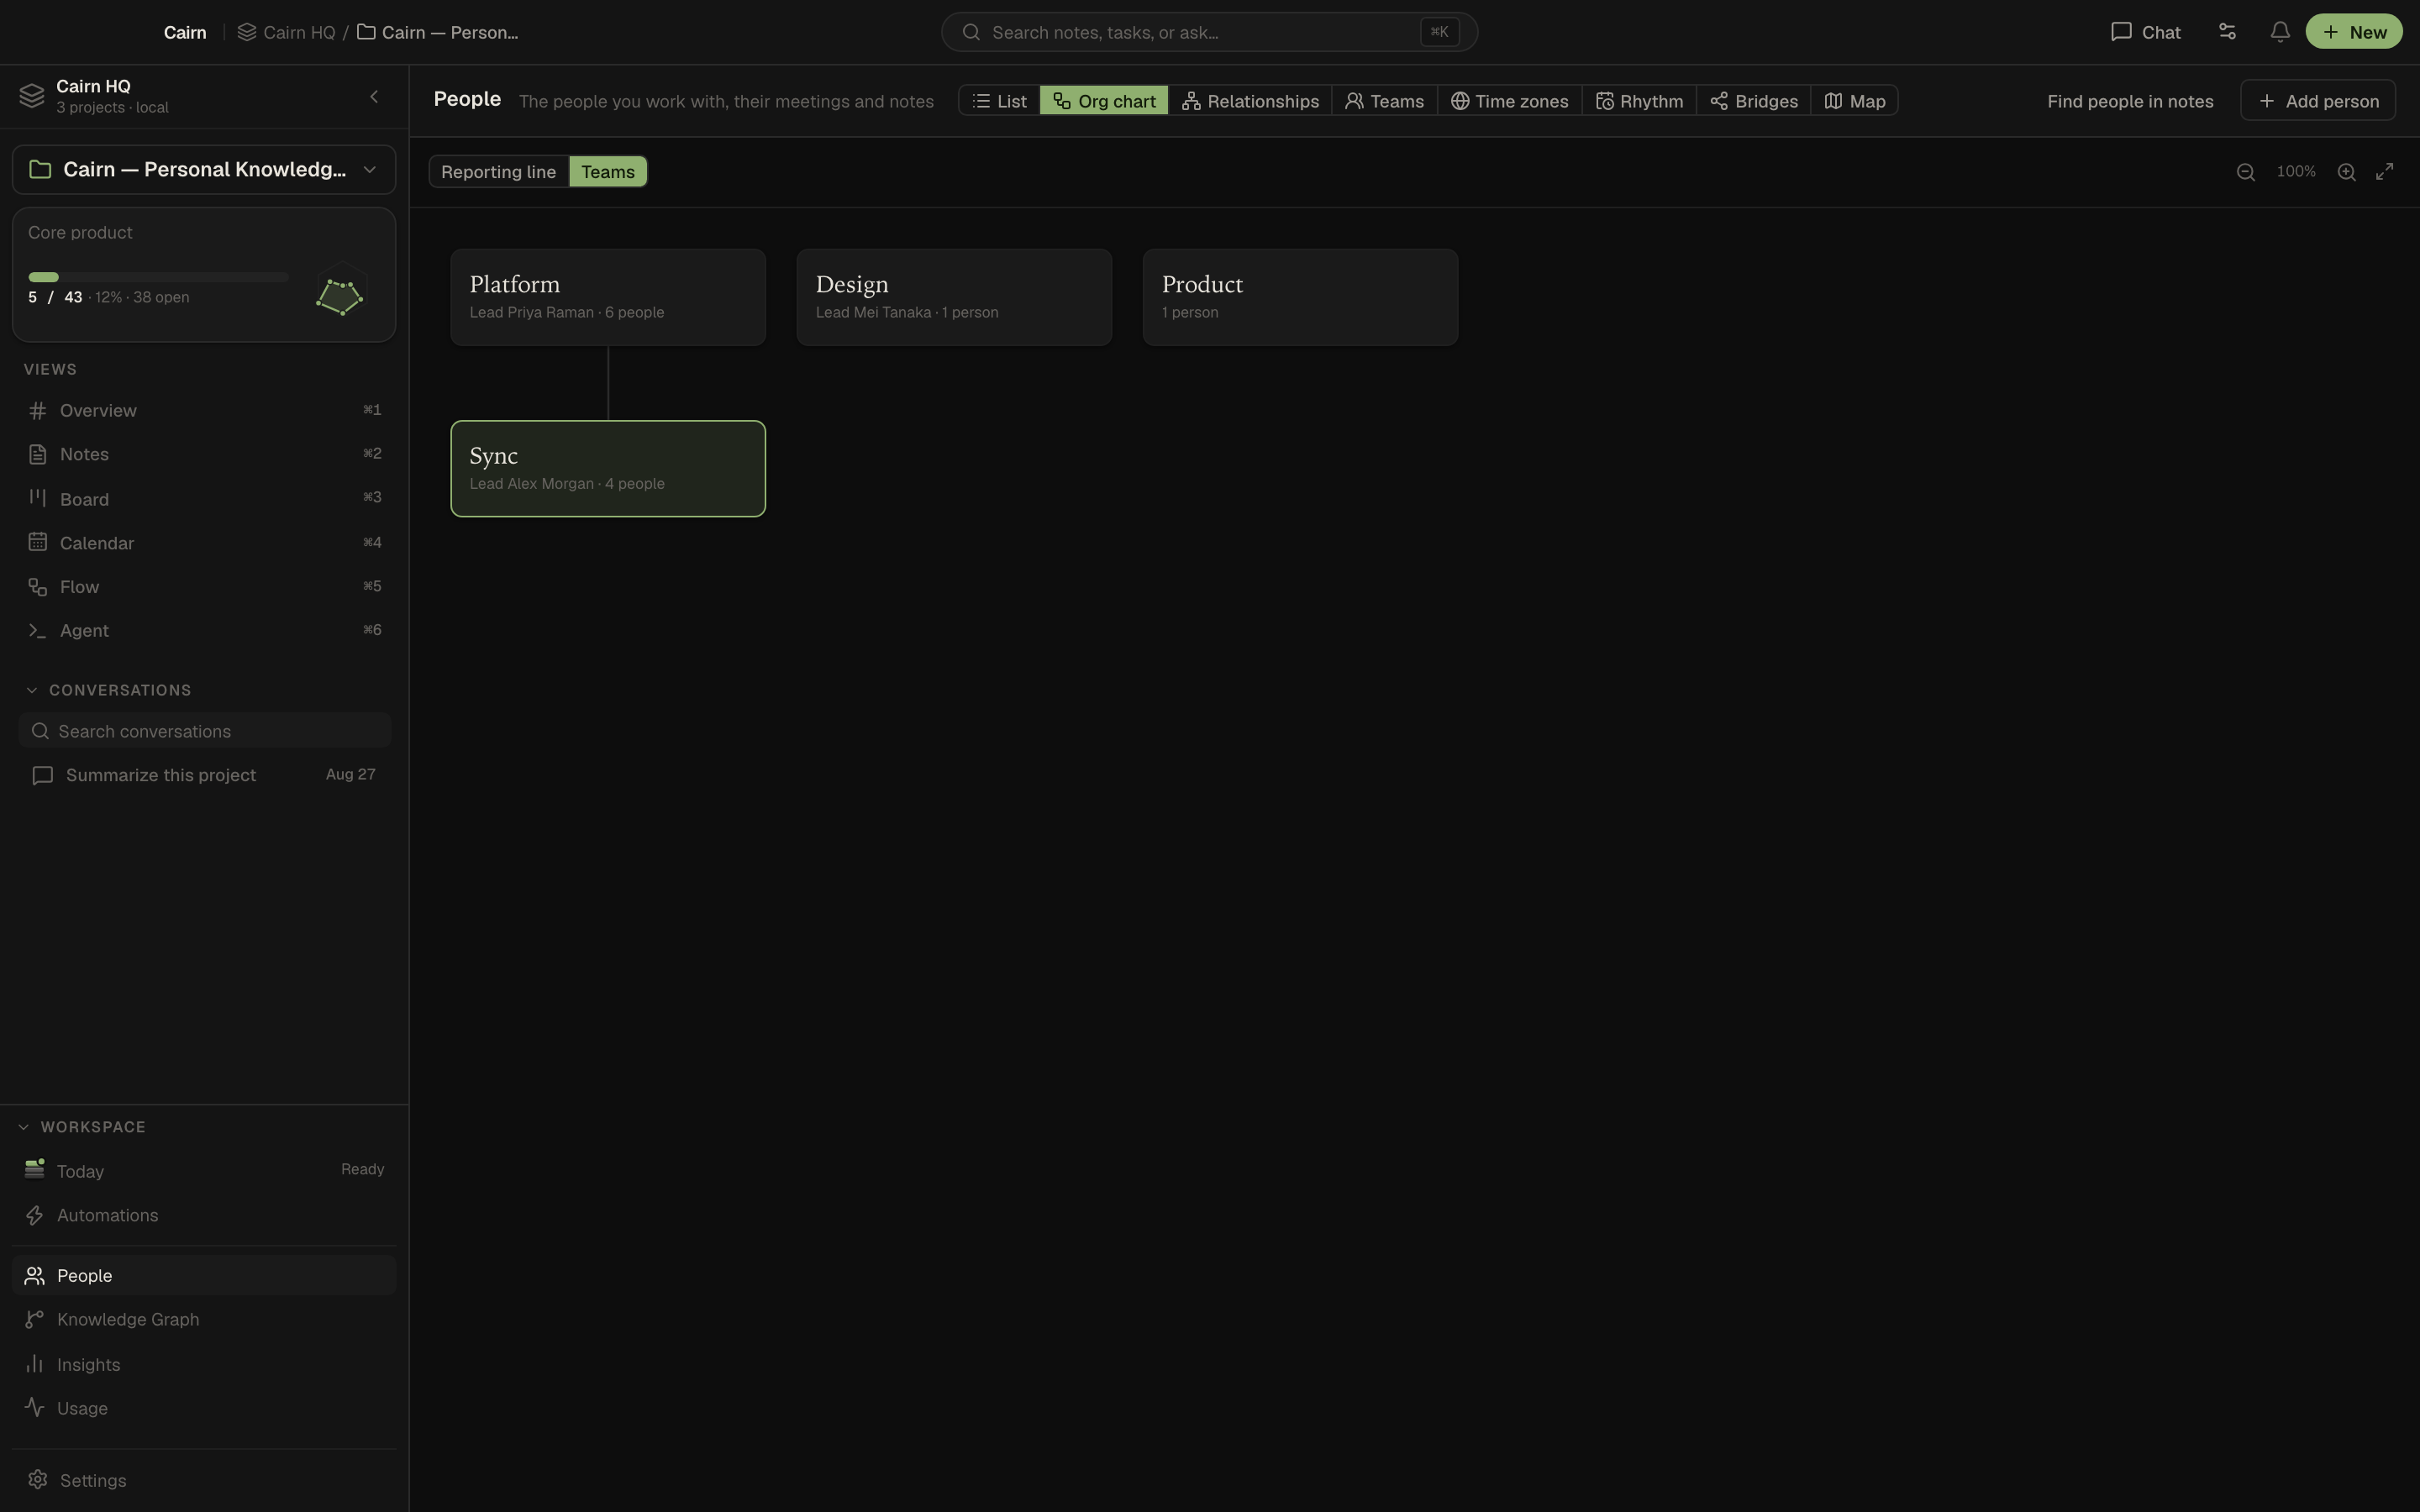 Cairn
Cairn HQ / Cairn — Person…
Search notes, tasks, or ask… ⌘K
Chat
New
Cairn HQ
3 projects · local
Cairn — Personal Knowledg…
Core product
5 / 43 · 12% · 38 open
VIEWS
Overview ⌘1
Notes ⌘2
Board ⌘3
Calendar ⌘4
Flow ⌘5
Agent ⌘6
CONVERSATIONS
Search conversations
Summarize this project Aug 27
WORKSPACE
Today Ready
Automations
People
Knowledge Graph
Insights
Usage
Settings
People The people you work with, their meetings and notes
List Org chart Relationships Teams Time zones Rhythm Bridges Map
Find people in notes
Add person
Reporting line Teams
100%
Platform
Lead Priya Raman · 6 people
Design
Lead Mei Tanaka · 1 person
Product
1 person
Sync
Lead Alex Morgan · 4 people